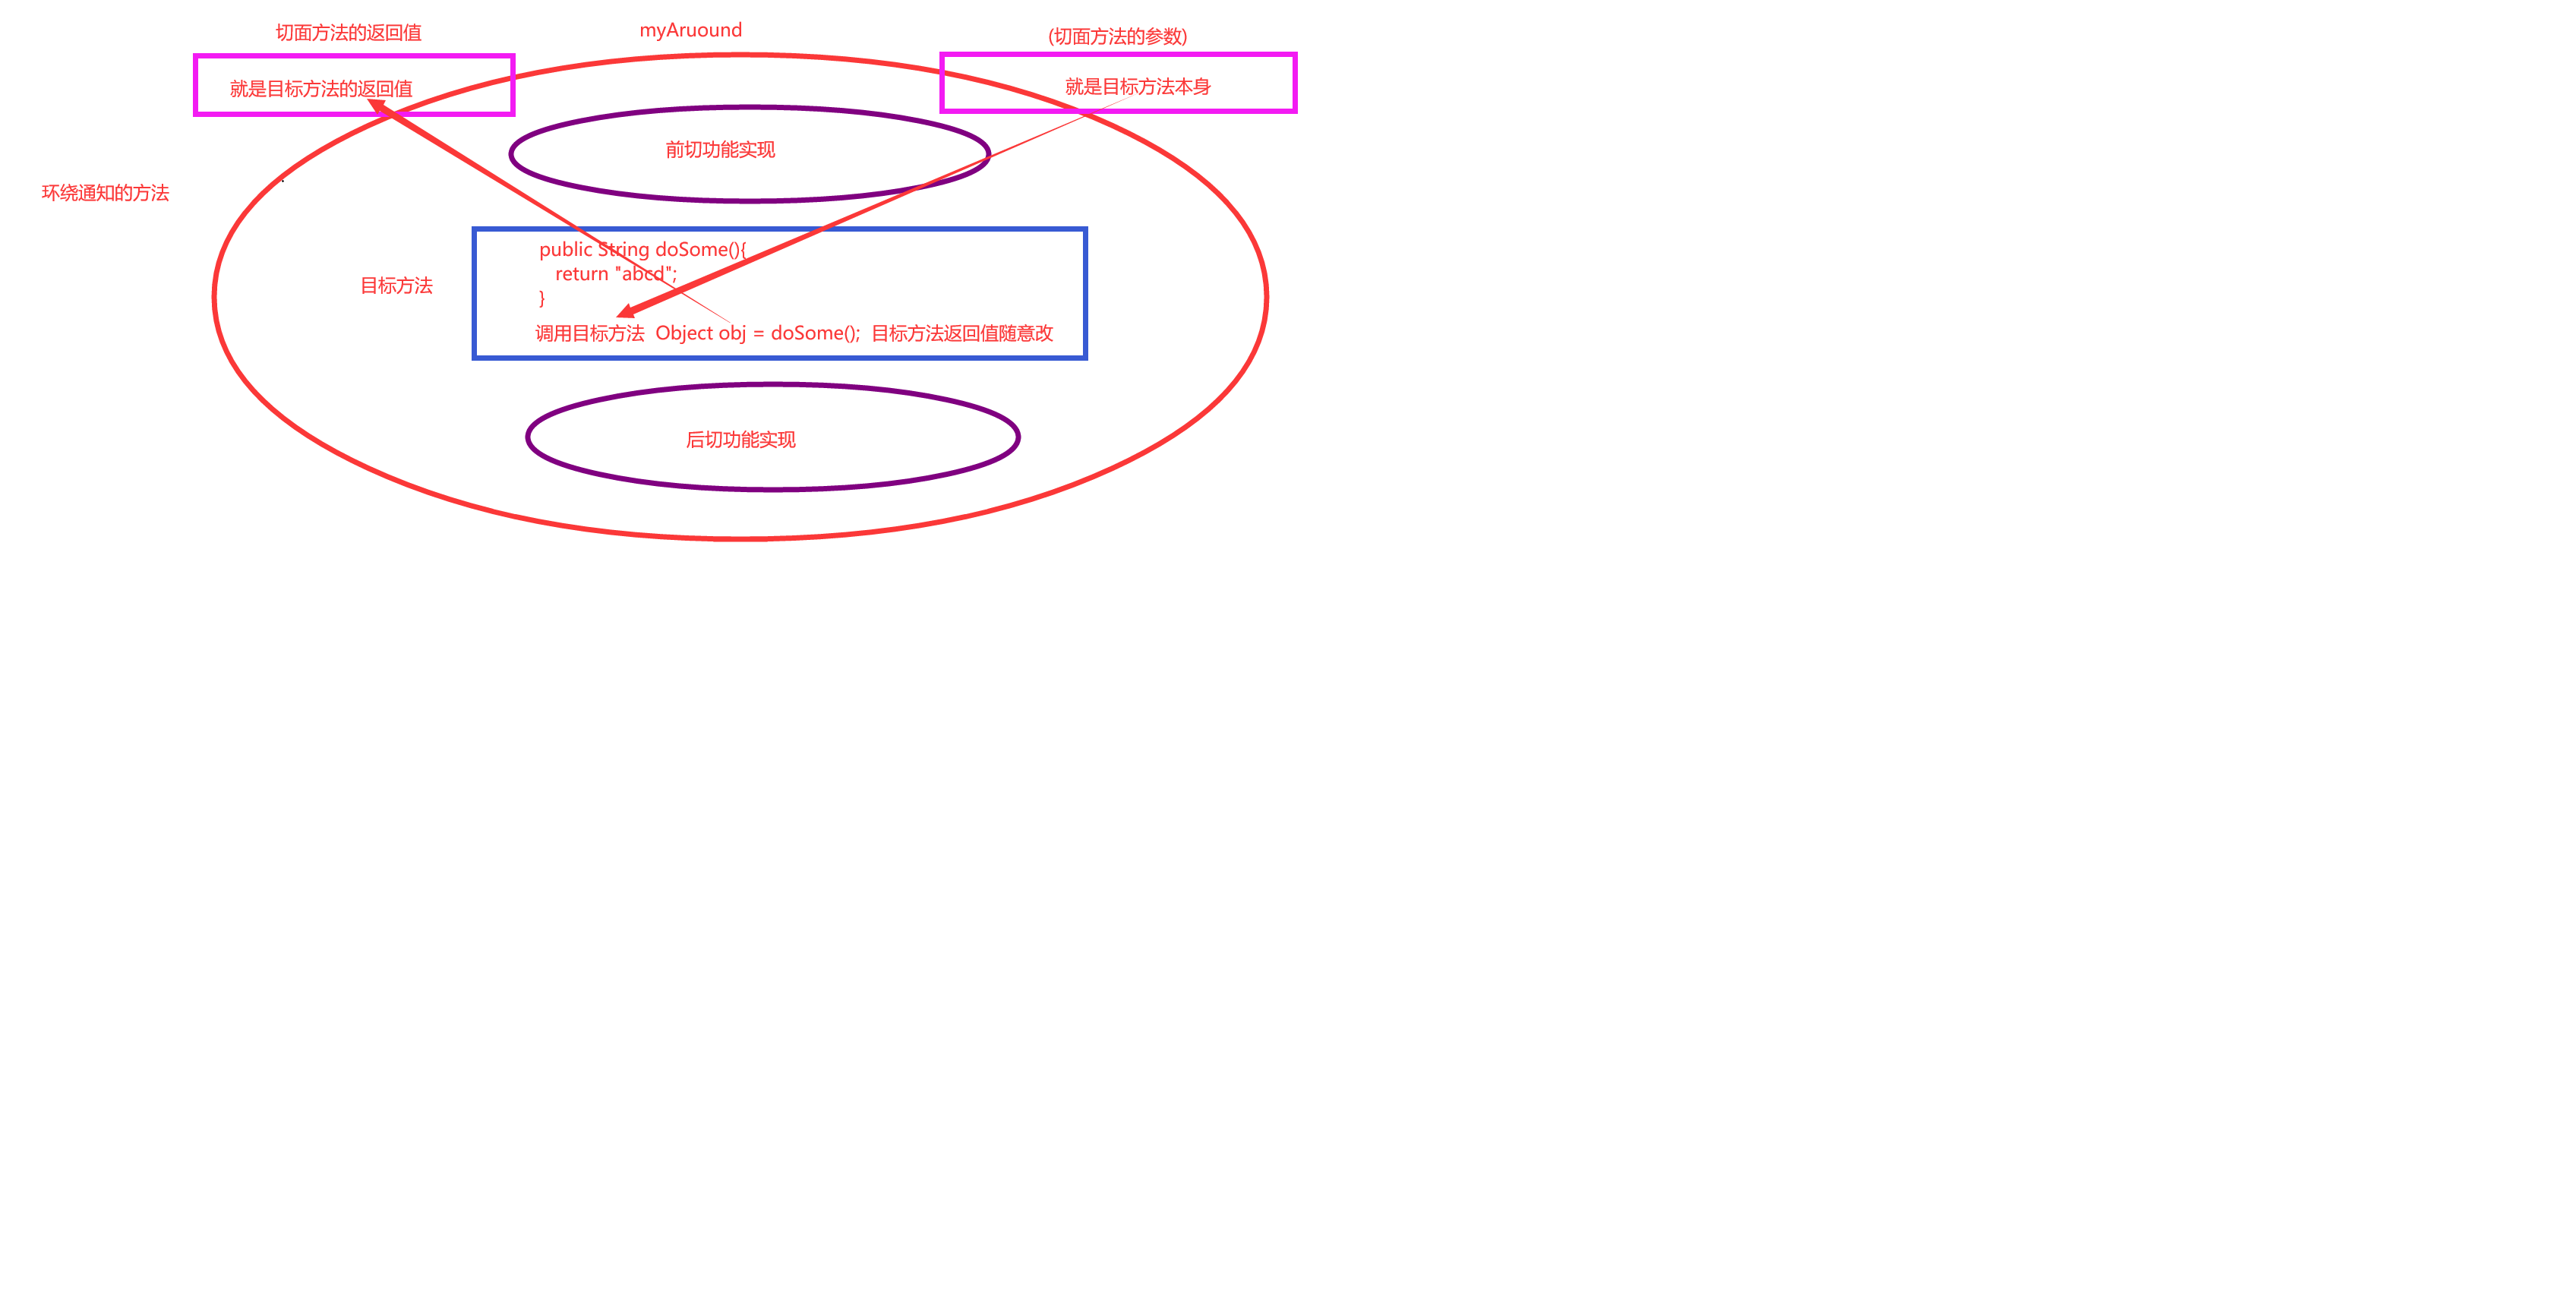 切面方法的返回值
myAruound
(切面方法的参数)
就是目标方法的返回值
就是目标方法本身
前切功能实现
环绕通知的方法
public String doSome(){
return "abcd";
}
目标方法
调用目标方法 Object obj = doSome(); 目标方法返回值随意改
后切功能实现